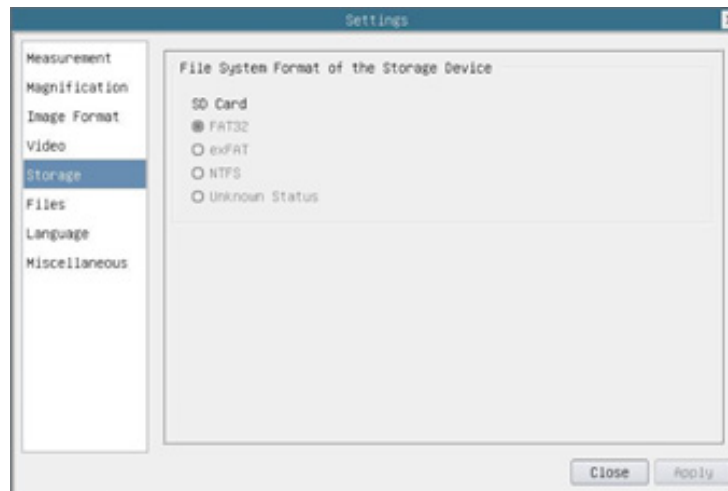 Settings
Measurement
Magnification
Image Format
Video
Storage
Files
Language
Miscellaneous
File System Format of the Storage Device
SD Card
FAT32
exFAT
NTFS
Unknown Status
Close
Apply